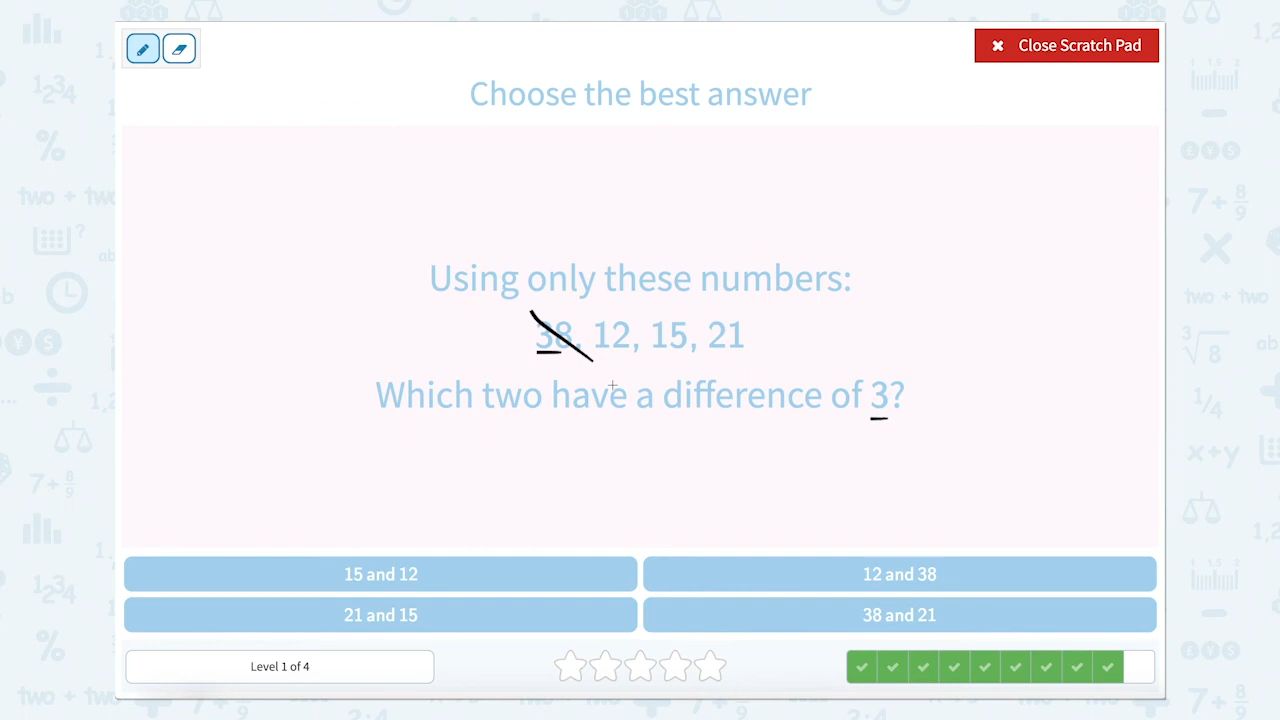 Close Scratch Pad
Choose the best answer
Using only these numbers:
38, 12, 15, 21
Which two have a difference of 3?
15 and 12
12 and 38
21 and 15
38 and 21
Level 1 of 4